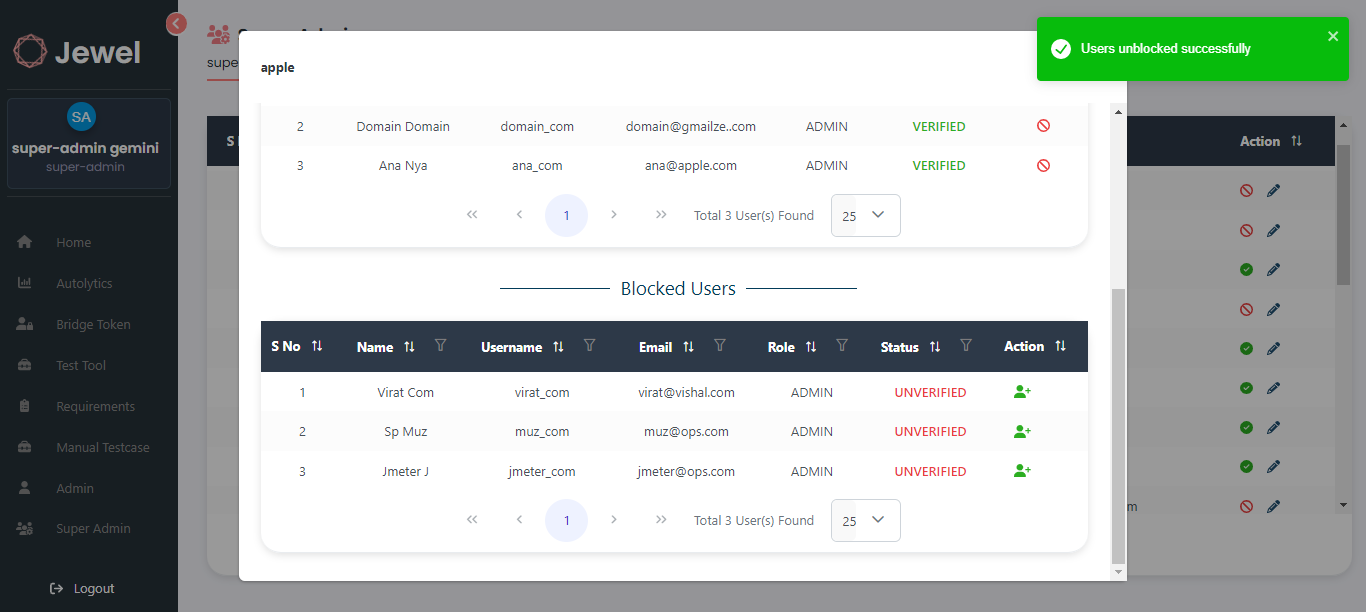 Jewel
SA
super-admin gemini
super-admin
Home
Autolytics
Bridge Token
Test Tool
Requirements
Manual Testcase
Admin
Super Admin
Logout
super
S
Action
m
Users unblocked successfully
apple
2 Domain Domain domain_com domain@gmailze..com ADMIN VERIFIED
3 Ana Nya ana_com ana@apple.com ADMIN VERIFIED
1 Total 3 User(s) Found 25
Blocked Users
S No Name Username Email Role Status Action
1 Virat Com virat_com virat@vishal.com ADMIN UNVERIFIED
2 Sp Muz muz_com muz@ops.com ADMIN UNVERIFIED
3 Jmeter J jmeter_com jmeter@ops.com ADMIN UNVERIFIED
1 Total 3 User(s) Found 25